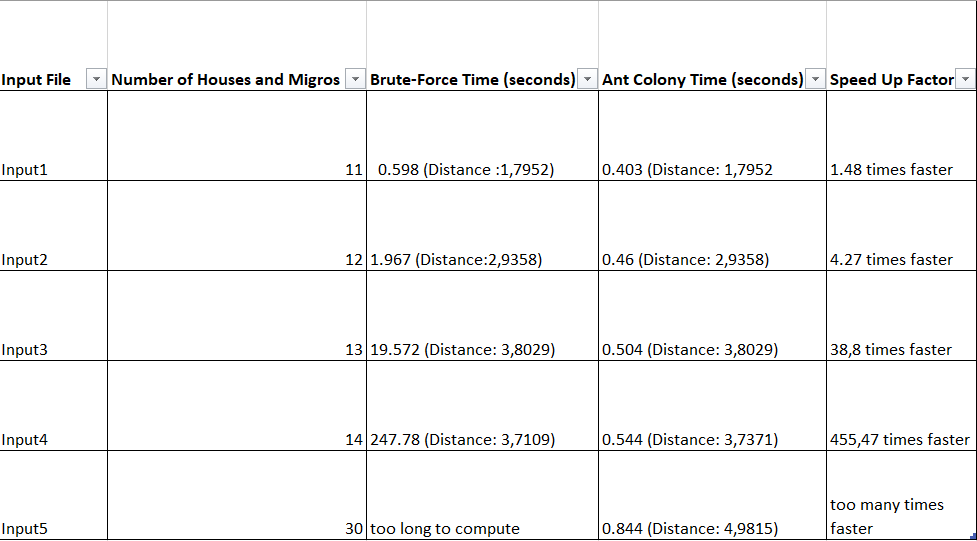 Input File Number of Houses and Migros Brute-Force Time (seconds) Ant Colony Time (seconds) Speed Up Factor
Input1 11 0.598 (Distance :1,7952) 0.403 (Distance: 1,7952 1.48 times faster
Input2 12 1.967 (Distance:2,9358) 0.46 (Distance: 2,9358) 4.27 times faster
Input3 13 19.572 (Distance: 3,8029) 0.504 (Distance: 3,8029) 38,8 times faster
Input4 14 247.78 (Distance: 3,7109) 0.544 (Distance: 3,7371) 455,47 times faster
too many times
Input5 30 too long to compute 0.844 (Distance: 4,9815) faster